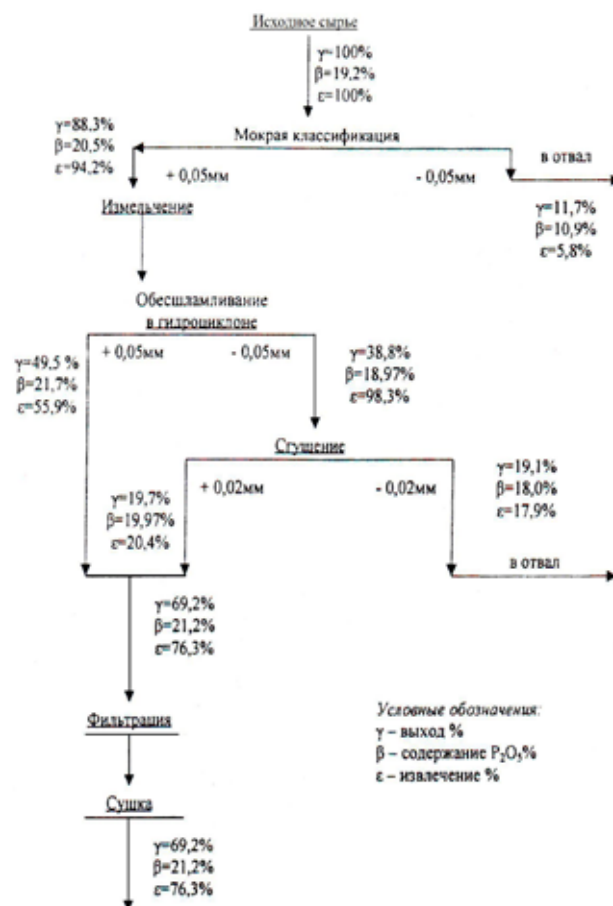 Исходное сырье
γ=100%
β=19,2%
ε=100%
γ=88.3%
β=20,5%
ε=94.2%
Мокрая классификация
в отвал
+ 0,05мм
- 0,05мм
γ=11,7%
β=10,9%
ε=5,8%
Измельчение
Обесшламливание
в гидроциклоне
γ=49.5 %
β=21,7%
ε=55,9%
+ 0,05мм
- 0,05мм
γ=38,8%
β=18,97%
ε=98,3%
Сгушение
γ=19,7%
β=19,97%
ε=20,4%
+ 0,02мм
- 0,02мм
γ=19,1%
β=18,0%
ε=17,9%
в отвал
γ=69,2%
β=21,2%
ε=76,3%
Фильтрация
Сушка
γ=69,2%
β=21,2%
ε=76,3%
Условные обозначения:
γ – выход %
β – содержание P₂O₅%
ε – извлечение %